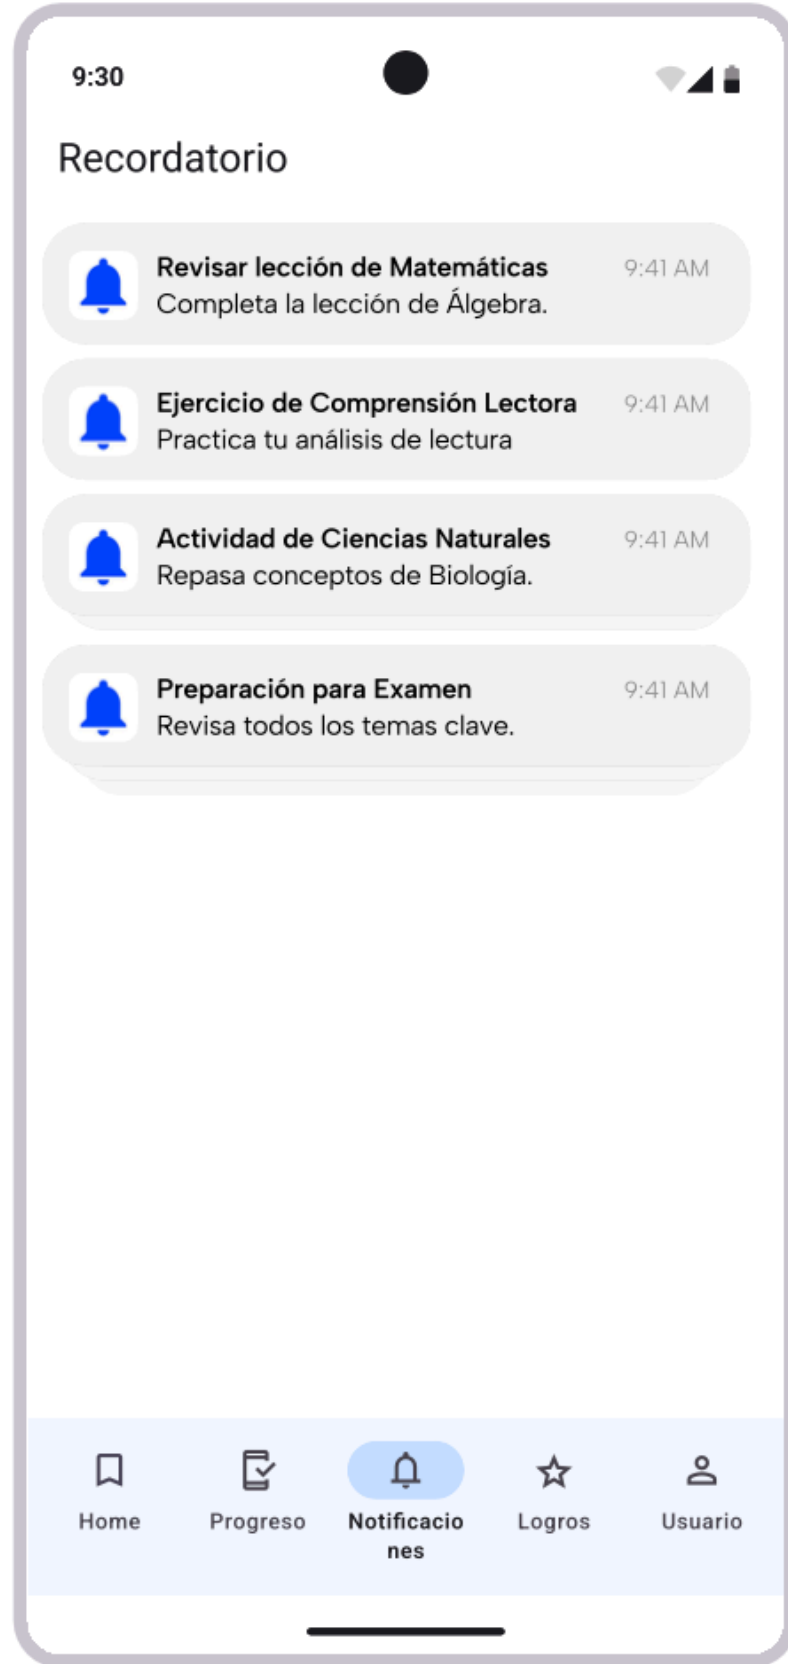 9:30
Recordatorio
Revisar lección de Matemáticas 9:41 AM
Completa la lección de Álgebra.
Ejercicio de Comprensión Lectora 9:41 AM
Practica tu análisis de lectura
Actividad de Ciencias Naturales 9:41 AM
Repasa conceptos de Biología.
Preparación para Examen 9:41 AM
Revisa todos los temas clave.
Home Progreso Notificacio Logros Usuario
nes